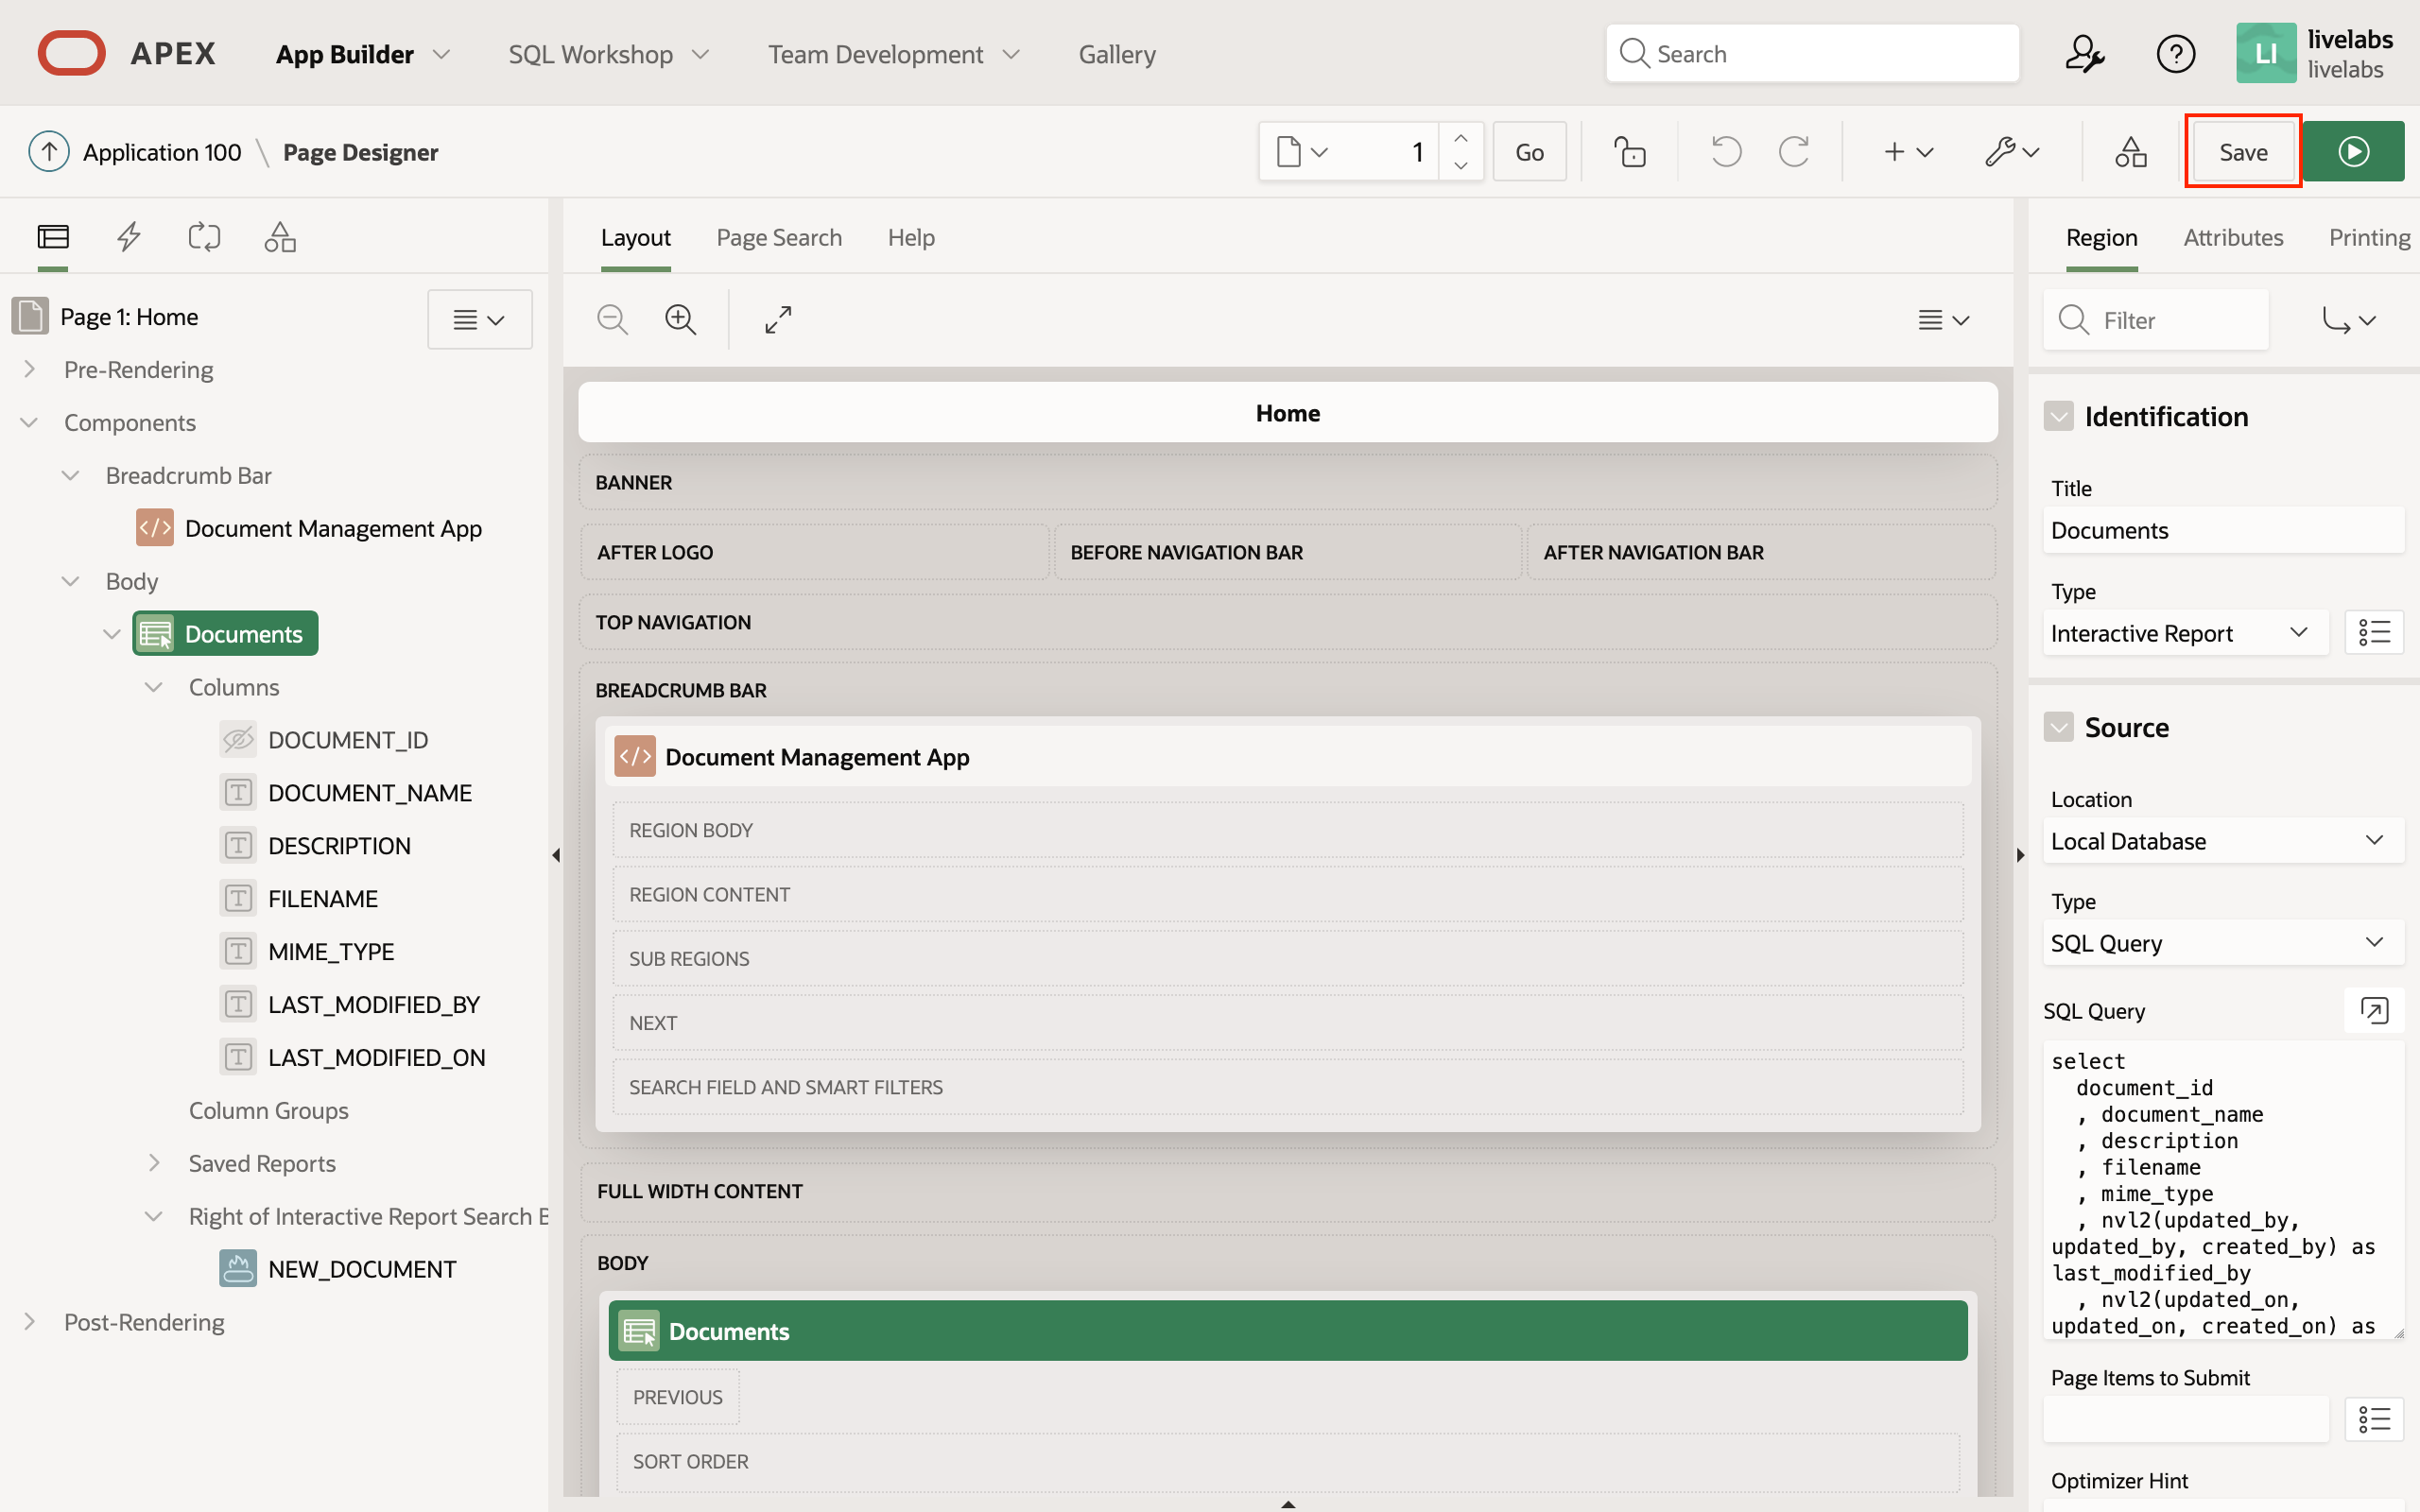 APEX App Builder SQL Workshop Team Development Gallery Search LI livelabs
livelabs
Application 100 \ Page Designer 1 Go Save
Layout Page Search Help Region Attributes Printing
Page 1: Home
Pre-Rendering
Components
Breadcrumb Bar
Document Management App
Body
Documents
Columns
DOCUMENT_ID
DOCUMENT_NAME
DESCRIPTION
FILENAME
MIME_TYPE
LAST_MODIFIED_BY
LAST_MODIFIED_ON
Column Groups
Saved Reports
Right of Interactive Report Search B
NEW_DOCUMENT
Post-Rendering
Home
BANNER
AFTER LOGO BEFORE NAVIGATION BAR AFTER NAVIGATION BAR
TOP NAVIGATION
BREADCRUMB BAR
Document Management App
REGION BODY
REGION CONTENT
SUB REGIONS
NEXT
SEARCH FIELD AND SMART FILTERS
FULL WIDTH CONTENT
BODY
Documents
PREVIOUS
SORT ORDER
Filter
Identification
Title
Documents
Type
Interactive Report
Source
Location
Local Database
Type
SQL Query
SQL Query
select
document_id
, document_name
, description
, filename
, mime_type
, nvl2(updated_by,
updated_by, created_by) as
last_modified_by
, nvl2(updated_on,
updated_on, created_on) as
Page Items to Submit
Optimizer Hint